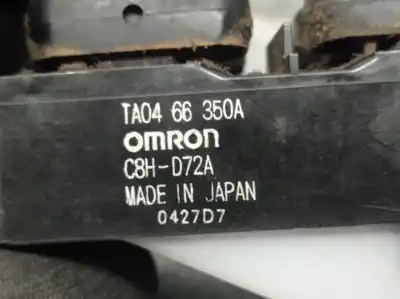 TA04 66 350A
OMRON
C8H-D72A
MADE IN JAPAN
0427D7